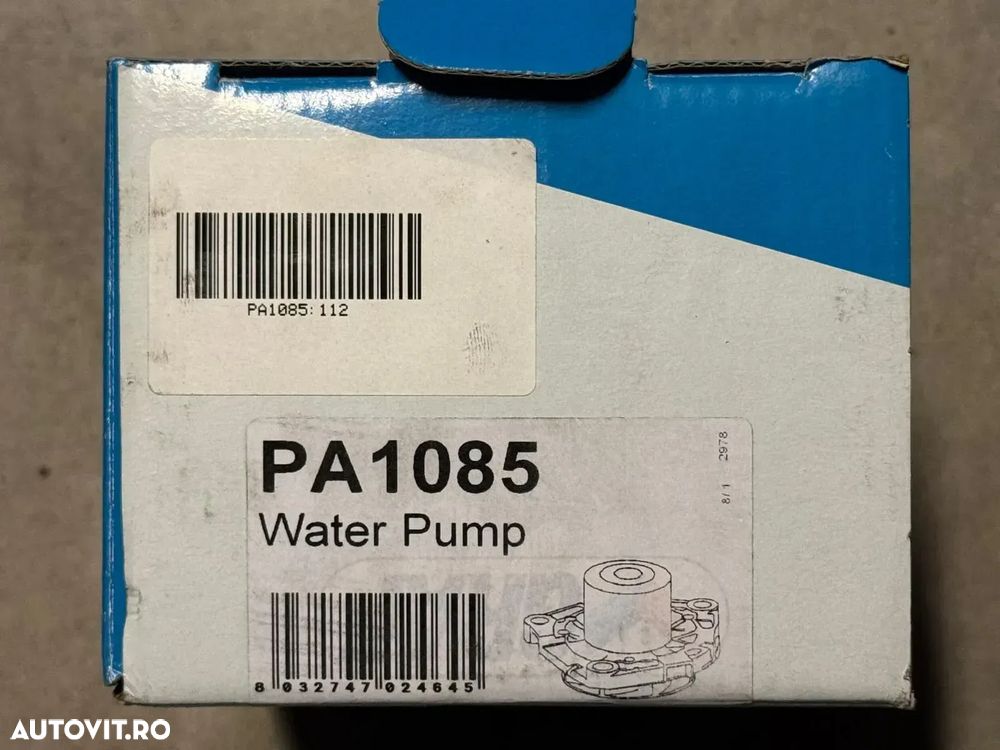 PA1085:112
PA1085
Water Pump
8/1 2978
8 032747 024645
AUTOVIT.RO